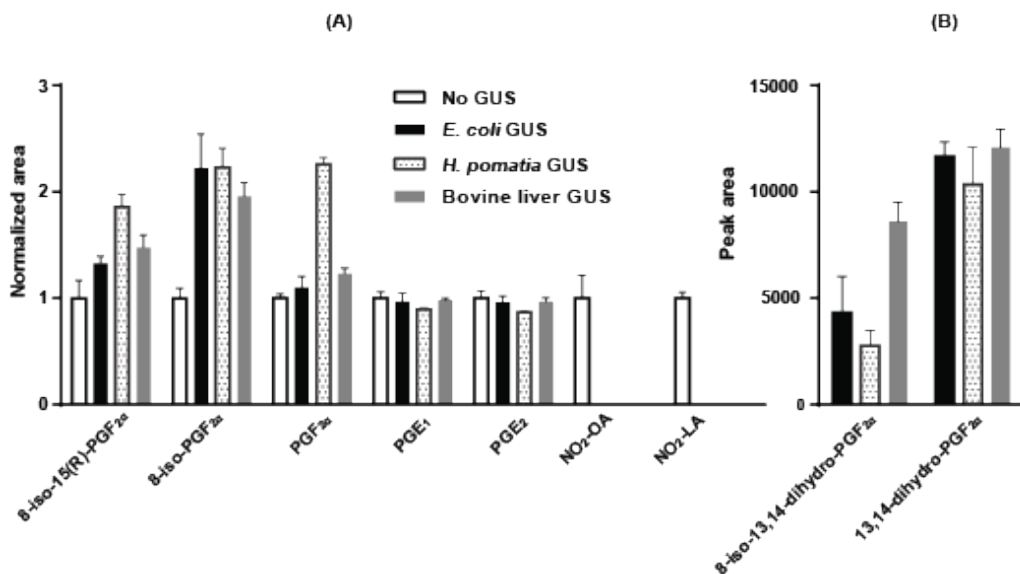 (A)
(B)
Normalized area
3
2
1
0
No GUS
E. coli GUS
H. pomatia GUS
Bovine liver GUS
8-iso-15(R)-PGF2α
8-iso-PGF2α
PGF2α
PGE1
PGE2
NO2-OA
NO2-LA
Peak area
15000
10000
5000
0
8-iso-13,14-dihydro-PGF2α
13,14-dihydro-PGF2α